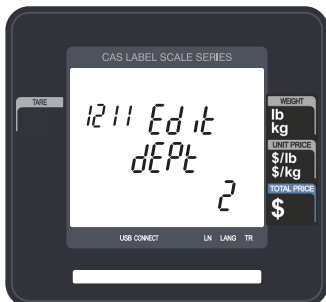 CAS LABEL SCALE SERIES
TARE
1211 Edit
dEPt
2
WEIGHT
lb
kg
UNIT PRICE
$/lb
$/kg
TOTAL PRICE
$
USB CONNECT LN LANG TR